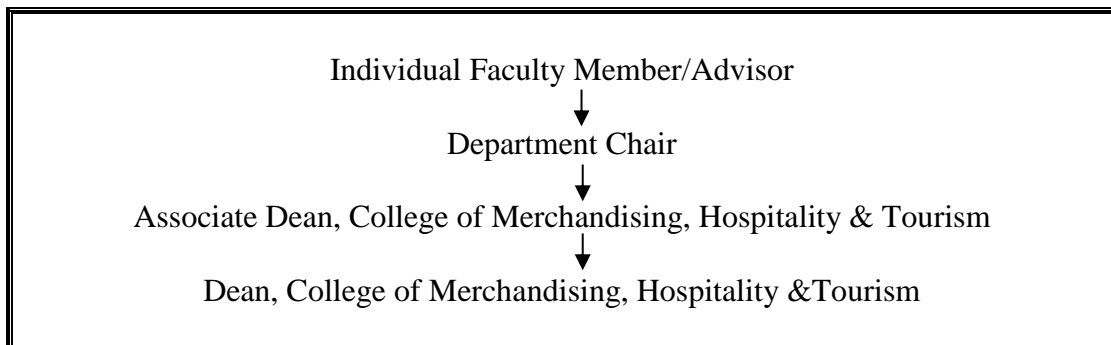 Individual Faculty Member/Advisor
Department Chair
Associate Dean, College of Merchandising, Hospitality & Tourism
Dean, College of Merchandising, Hospitality &Tourism